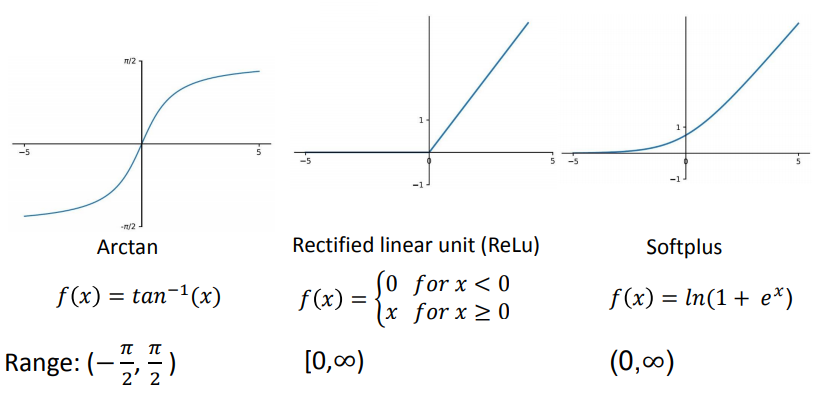 π/2
-5
5
-π/2
1
-5
0
5
-1
1
-5
0
5
-1
Arctan
Rectified linear unit (ReLu)
Softplus
f(x) = tan⁻¹(x)
f(x) = {0 for x < 0
x for x ≥ 0
f(x) = ln(1 + eˣ)
Range: (−π/2, π/2)
[0,∞)
(0,∞)